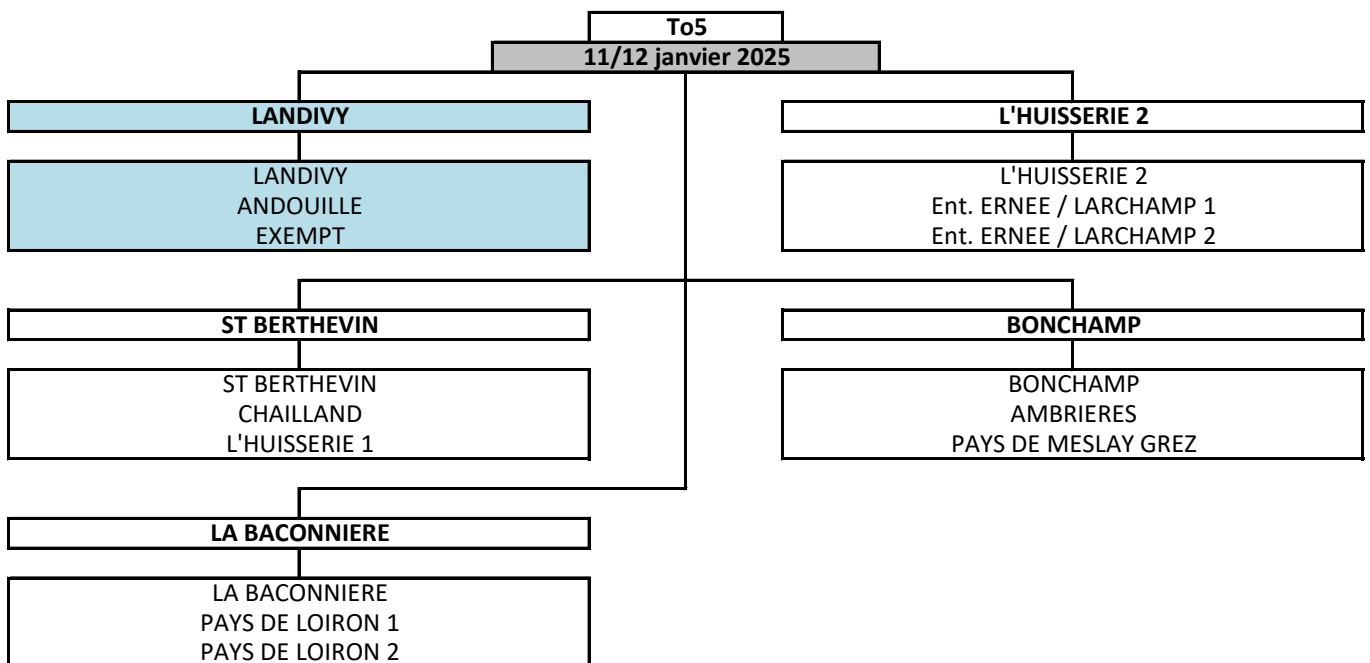 To5
11/12 janvier 2025
LANDIVY
LANDIVY
ANDOUILLE
EXEMPT
L'HUISSERIE 2
L'HUISSERIE 2
Ent. ERNEE / LARCHAMP 1
Ent. ERNEE / LARCHAMP 2
ST BERTHEVIN
ST BERTHEVIN
CHAILLAND
L'HUISSERIE 1
BONCHAMP
BONCHAMP
AMBRIERES
PAYS DE MESLAY GREZ
LA BACONNIERE
LA BACONNIERE
PAYS DE LOIRON 1
PAYS DE LOIRON 2